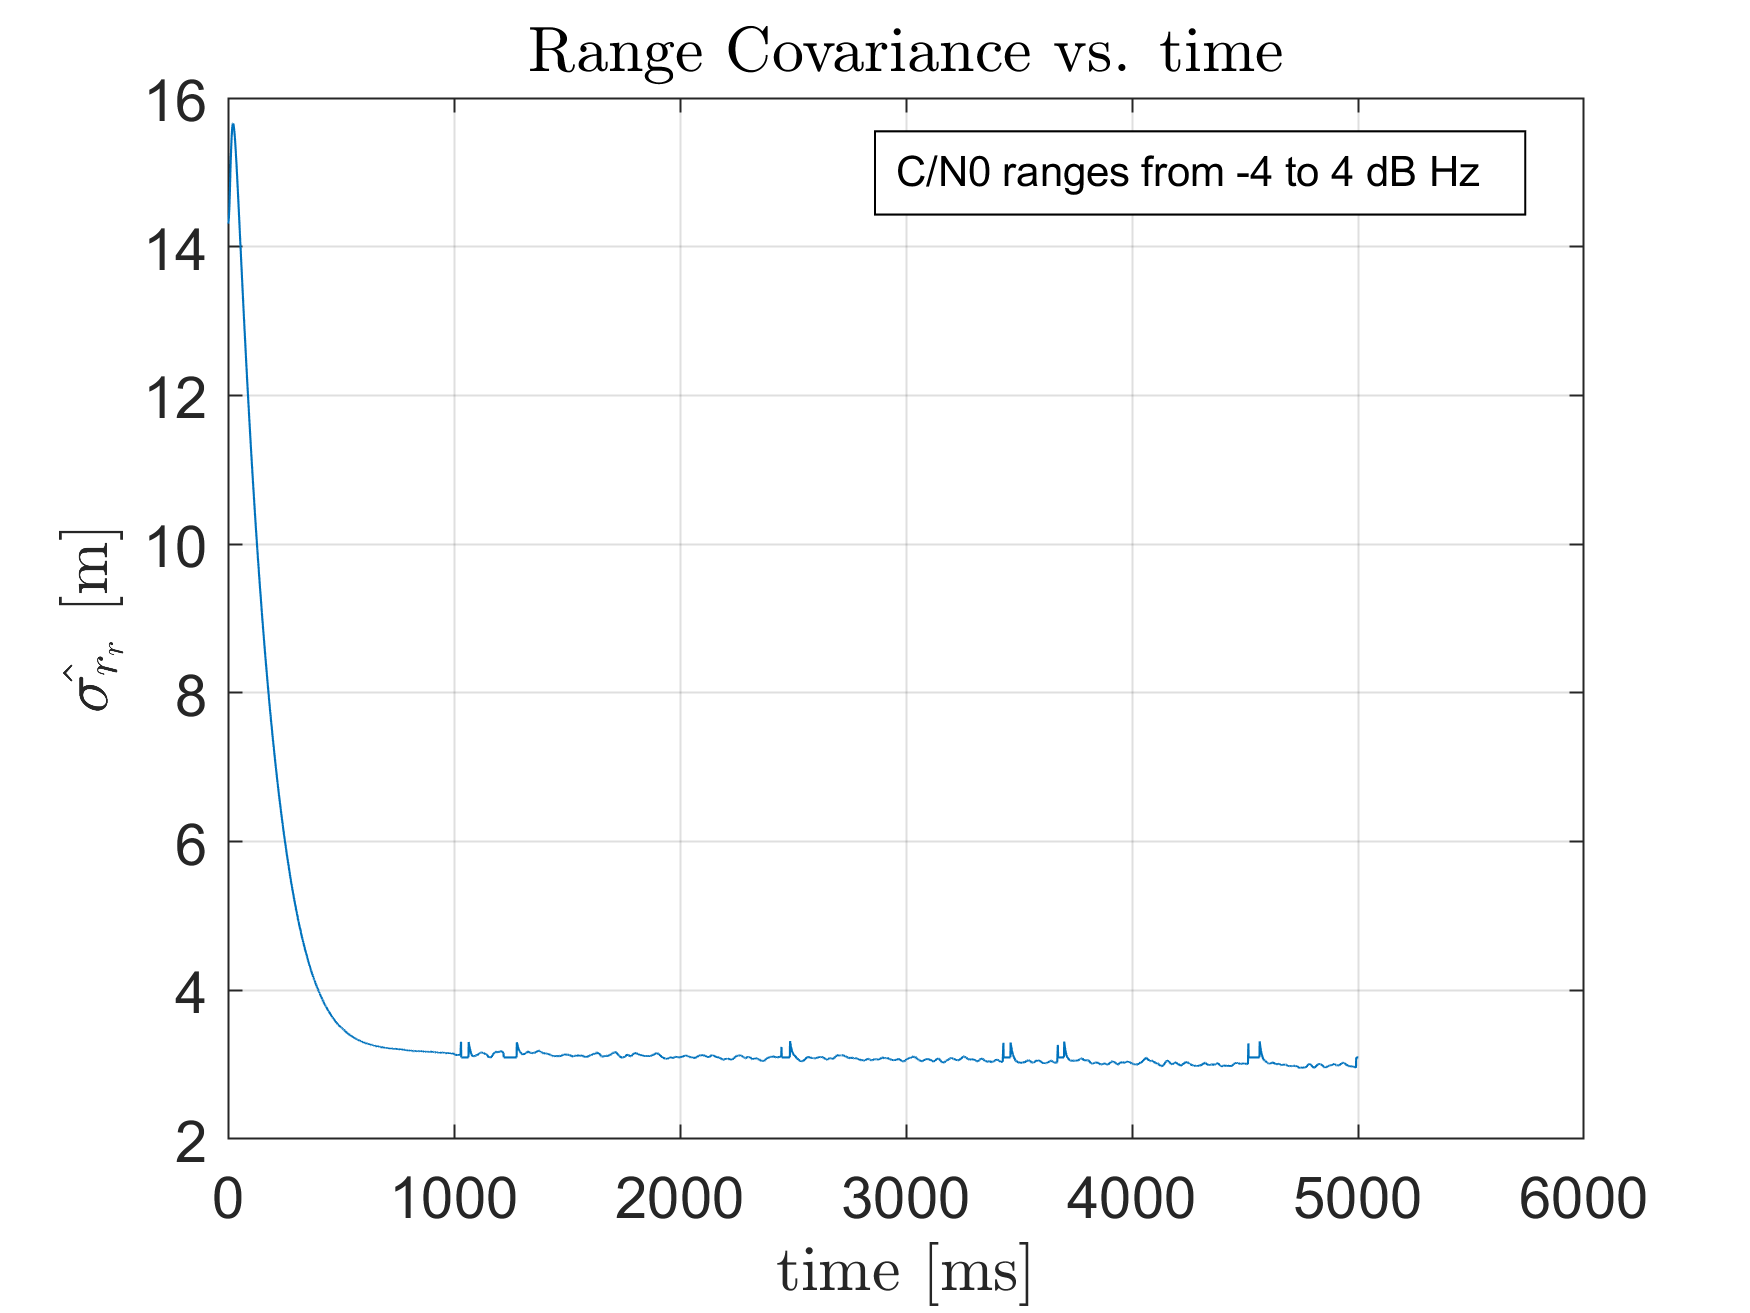 Range Covariance vs. time
C/N0 ranges from -4 to 4 dB Hz
16
14
12
10
8
6
4
2
σ̂_{r_r} [m]
0 1000 2000 3000 4000 5000 6000
time [ms]